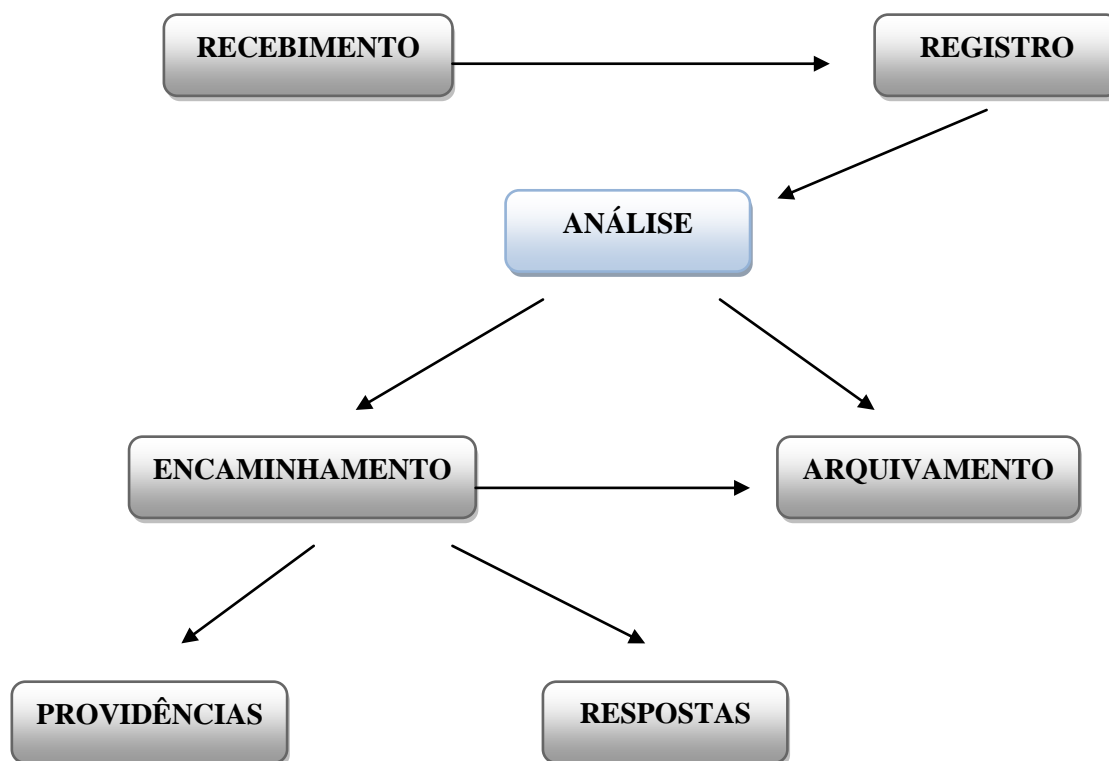 RECEBIMENTO
REGISTRO
ANÁLISE
ENCAMINHAMENTO
ARQUIVAMENTO
PROVIDÊNCIAS
RESPOSTAS